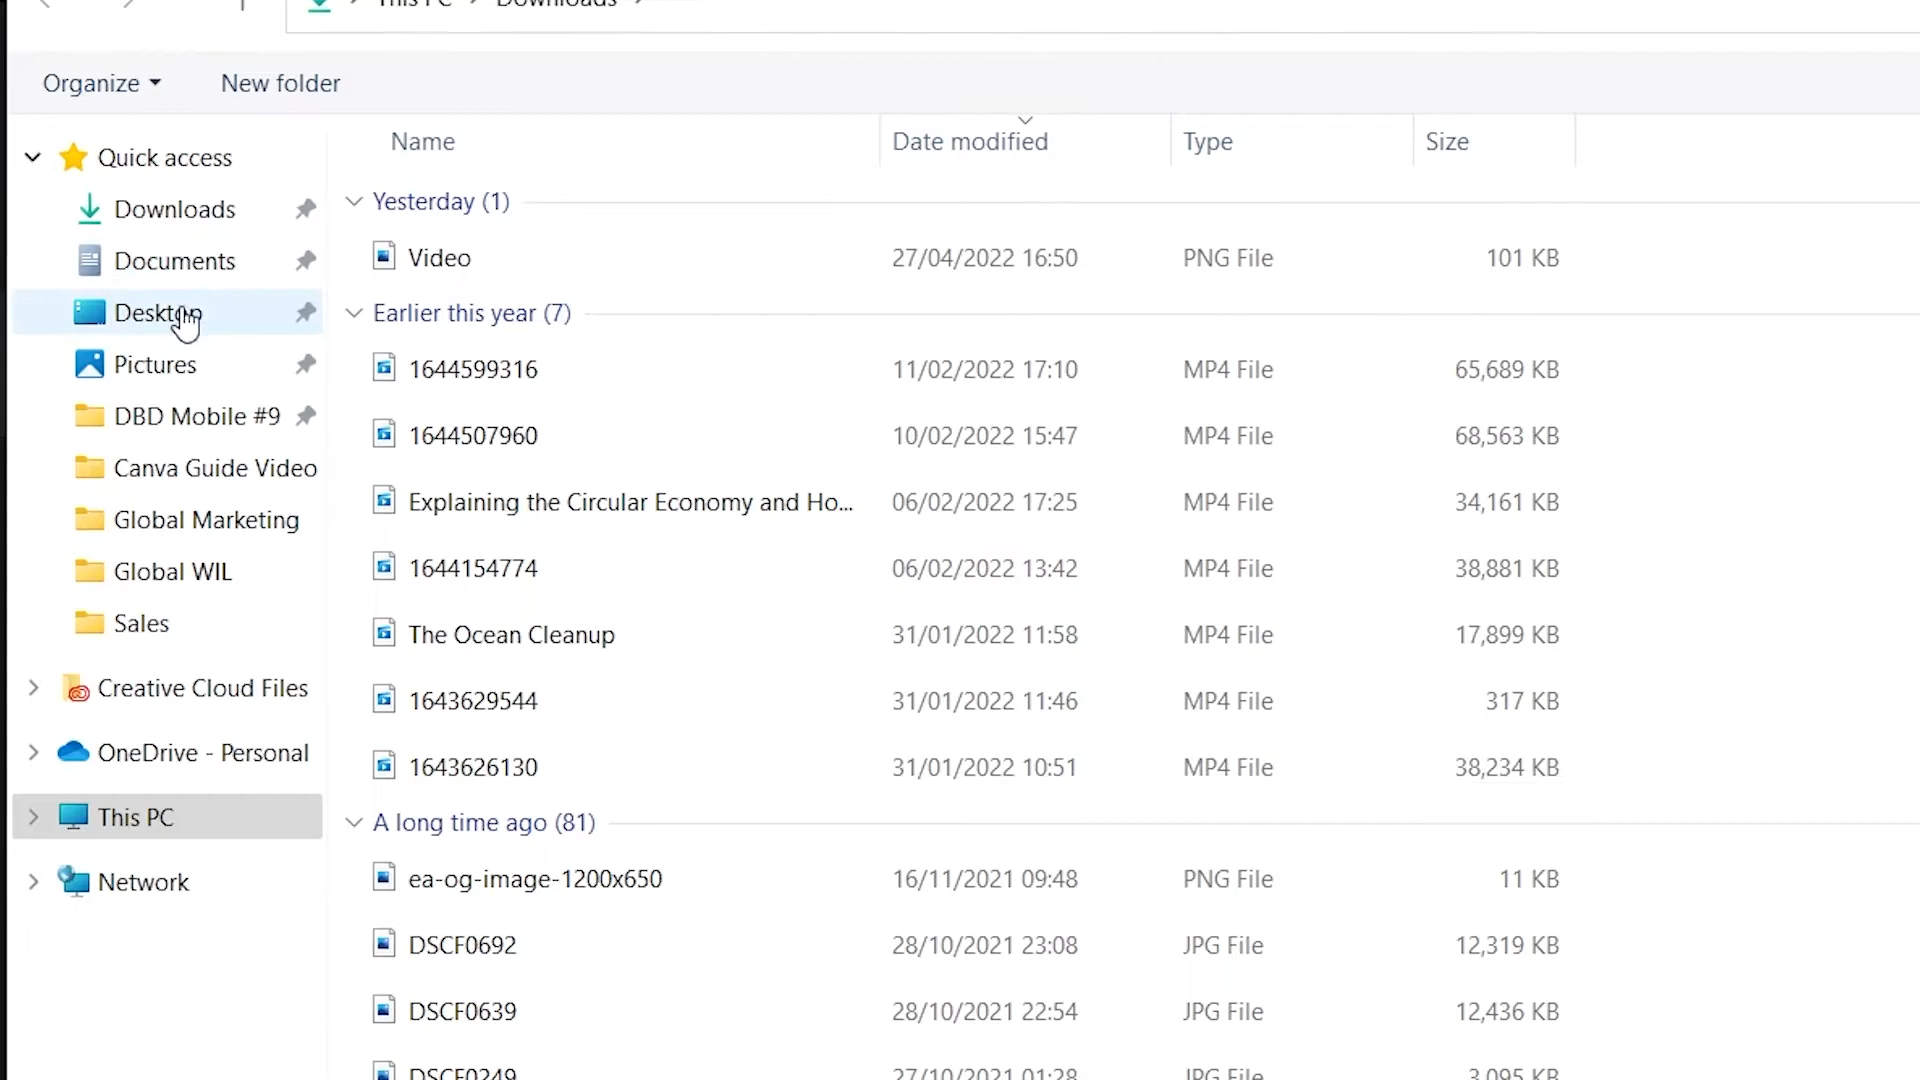 This PC > Downloads >
Organize New folder
Name Date modified Type Size
Quick access
Downloads
Documents
Desktop
Pictures
DBD Mobile #9
Canva Guide Video
Global Marketing
Global WIL
Sales
Creative Cloud Files
OneDrive - Personal
This PC
Network
Yesterday (1)
Video 27/04/2022 16:50 PNG File 101 KB
Earlier this year (7)
1644599316 11/02/2022 17:10 MP4 File 65,689 KB
1644507960 10/02/2022 15:47 MP4 File 68,563 KB
Explaining the Circular Economy and Ho... 06/02/2022 17:25 MP4 File 34,161 KB
1644154774 06/02/2022 13:42 MP4 File 38,881 KB
The Ocean Cleanup 31/01/2022 11:58 MP4 File 17,899 KB
1643629544 31/01/2022 11:46 MP4 File 317 KB
1643626130 31/01/2022 10:51 MP4 File 38,234 KB
A long time ago (81)
ea-og-image-1200x650 16/11/2021 09:48 PNG File 11 KB
DSCF0692 28/10/2021 23:08 JPG File 12,319 KB
DSCF0639 28/10/2021 22:54 JPG File 12,436 KB
DSCF0249 27/10/2021 01:28 JPG File 3,095 KB